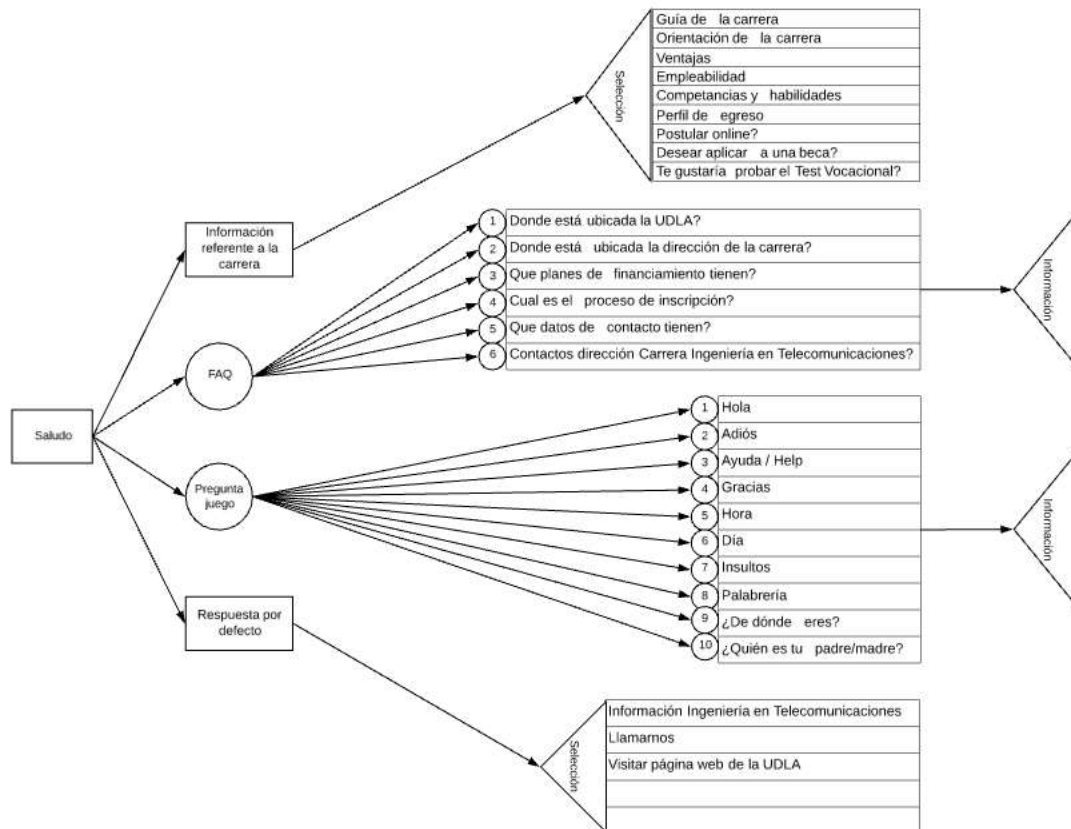 Guía de la carrera
Orientación de la carrera
Ventajas
Empleabilidad
Competancias y habilidades
Perfil de egreso
Postular online?
Desear aplicar a una beca?
Te gustaría probar el Test Vocacional?
Selección
Información
referente a la
carrera
1 Donde está ubicada la UDLA?
2 Donde está ubicada la dirección de la carrera?
3 Que planes de financiamiento tienen?
4 Cual es el proceso de inscripción?
5 Que datos de contacto tienen?
6 Contactos dirección Carrera Ingeniería en Telecomunicaciones?
Información
FAQ
Saludo
Pregunta
juego
1 Hola
2 Adiós
3 Ayuda / Help
4 Gracias
5 Hora
6 Día
7 Insultos
8 Palabrería
9 ¿De dónde eres?
10 ¿Quién es tu padre/madre?
Información
Respuesta por
defecto
Selección
Información Ingeniería en Telecomunicaciones
Llamarnos
Visitar página web de la UDLA